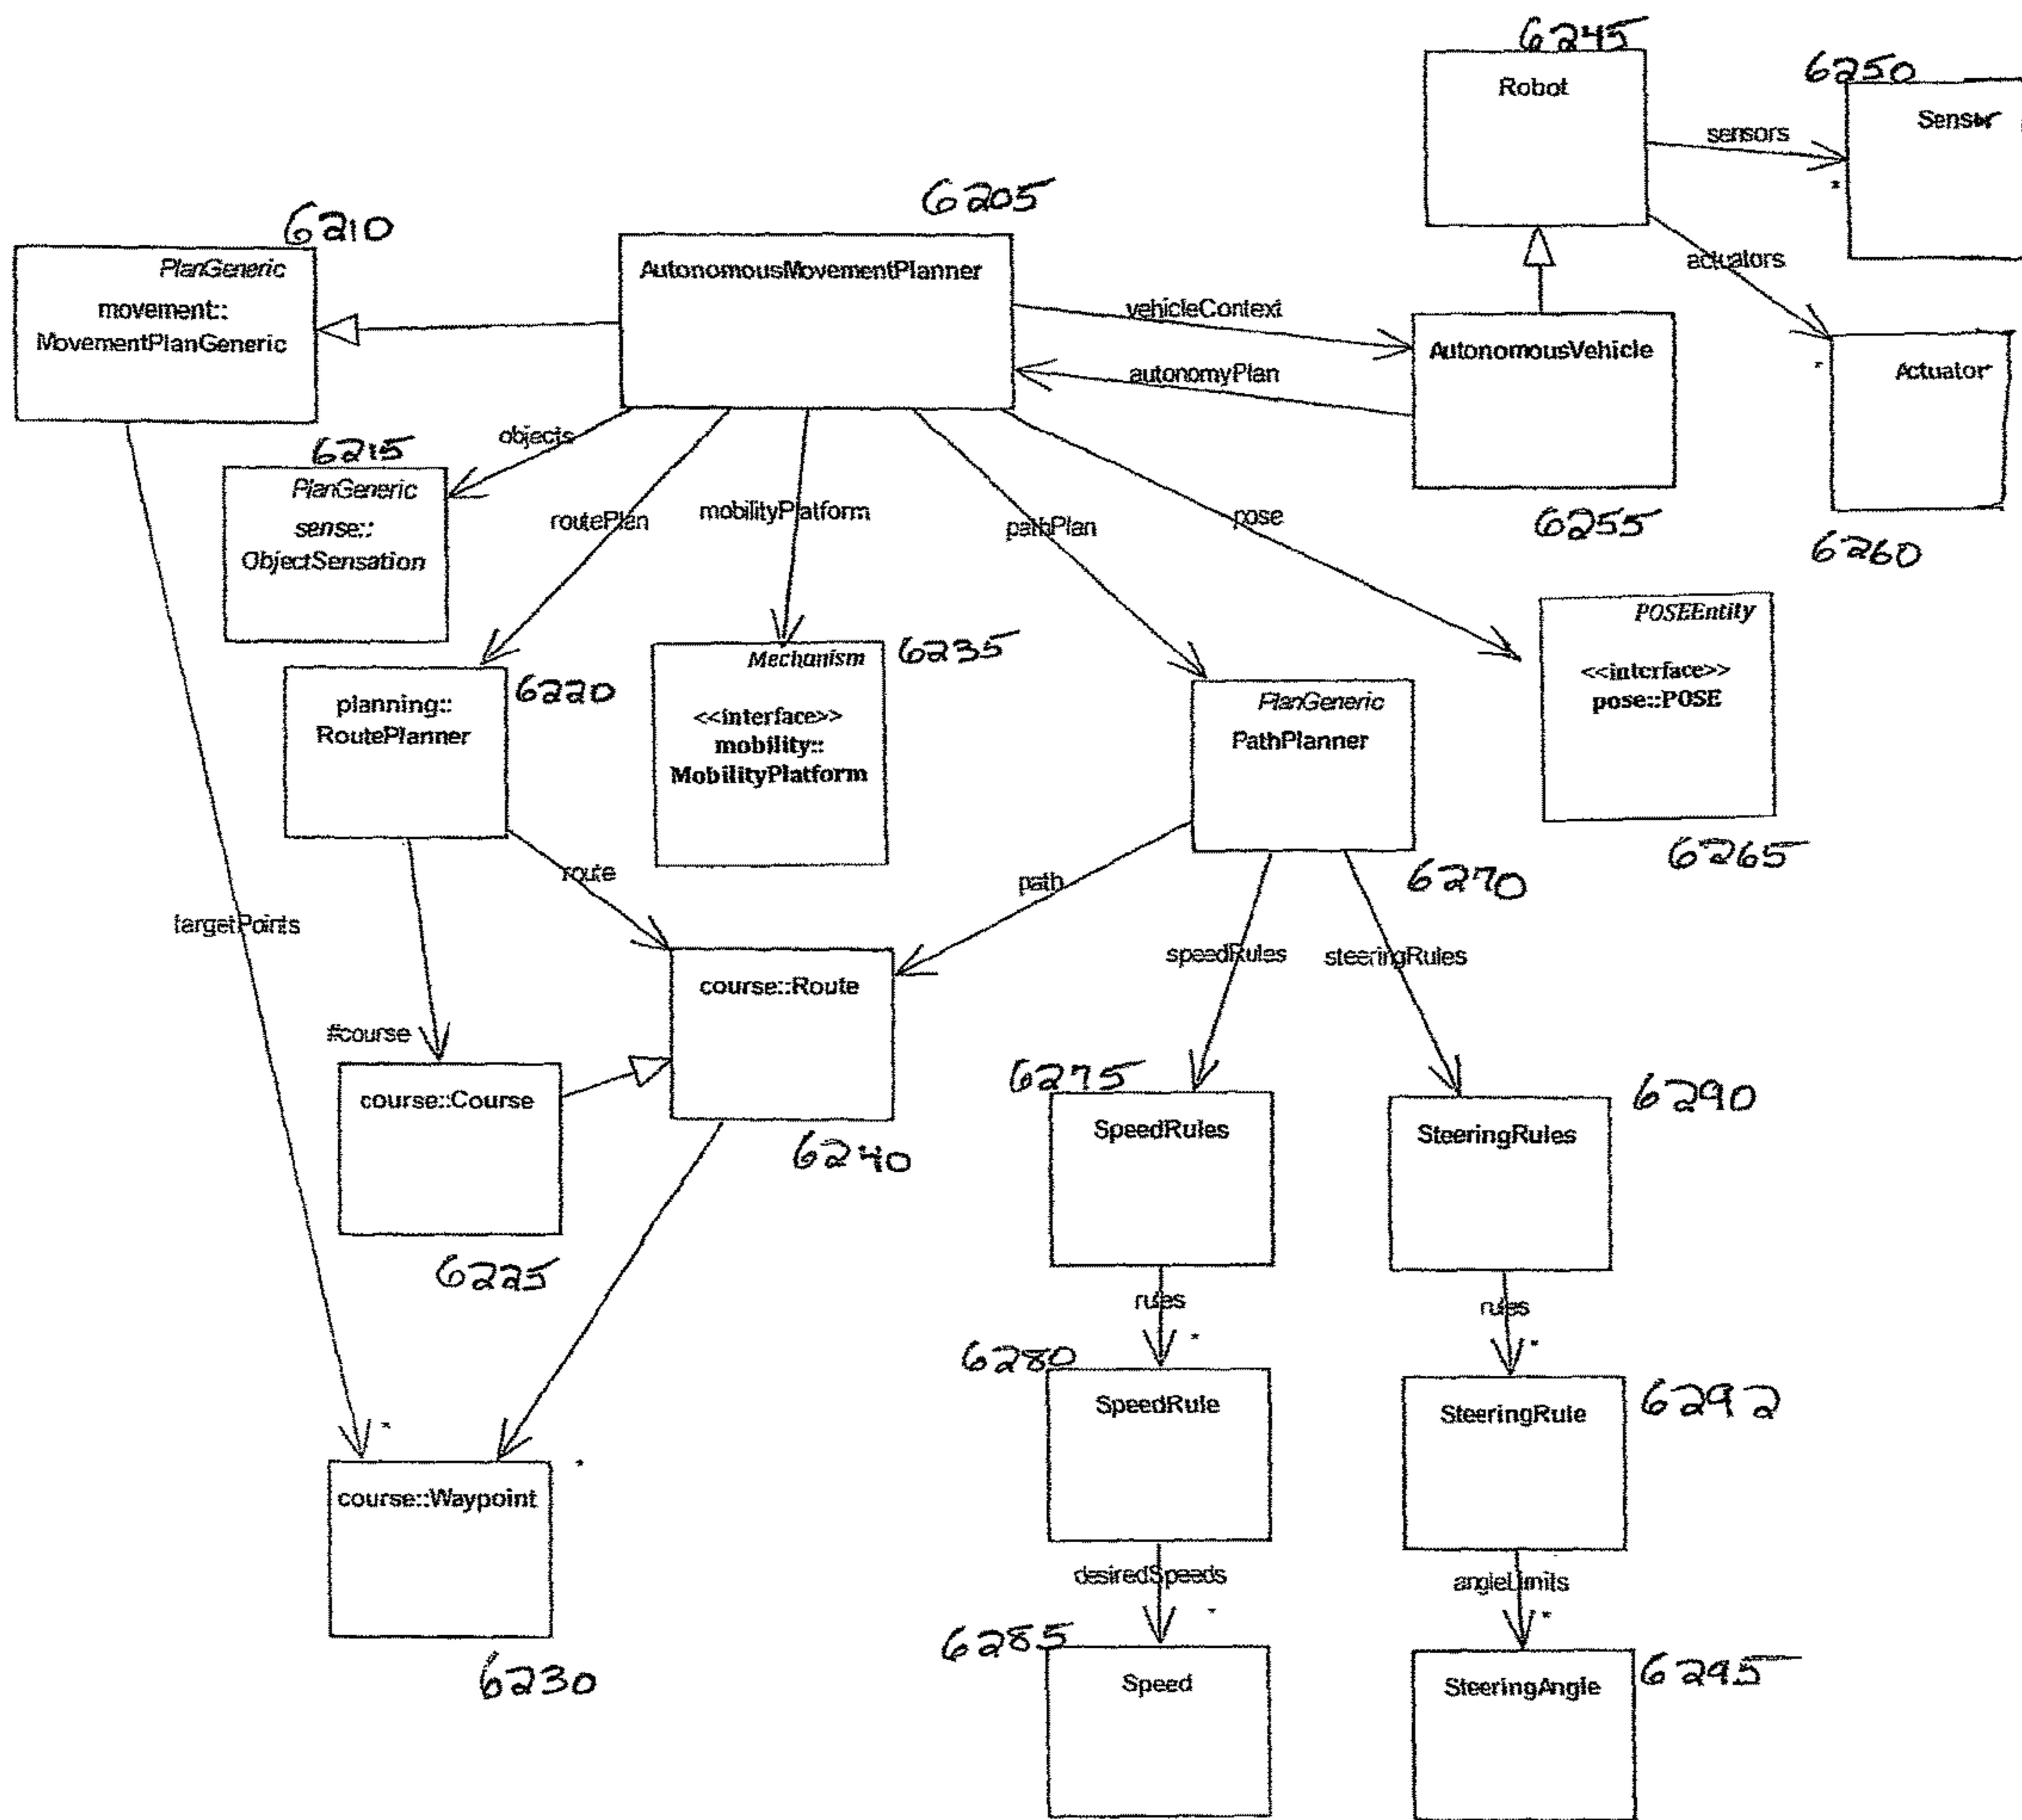 6245
Robot
6250
Sensor
sensors
*
actuators
*
Actuator
6260
6210
PlanGeneric
movement::
MovementPlanGeneric
6205
AutonomousMovementPlanner
vehicleContext
autonomyPlan
AutonomousVehicle
6255
6215
PlanGeneric
sense::
ObjectSensation
objects
routePlan
mobilityPlatform
pathPlan
pose
POSEEntity
<<interface>>
pose::POSE
6265
planning::
RoutePlanner
6220
Mechanism
<<interface>>
mobility::
MobilityPlatform
6235
PlanGeneric
PathPlanner
6270
targetPoints
route
path
speedRules
steeringRules
course::Route
6240
#course
course::Course
6225
6275
SpeedRules
SteeringRules
6290
rules
*
rules
*
6280
SpeedRule
SteeringRule
6292
*
*
course::Waypoint
6230
desiredSpeeds
*
angleLimits
*
6285
Speed
SteeringAngle
6295